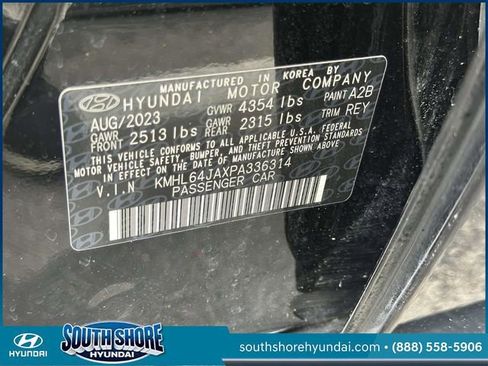 MANUFACTURED IN KOREA BY
HYUNDAI MOTOR COMPANY
AUG/2023 GVWR 4354 lbs PAINT A2B
GAWR FRONT 2513 lbs GAWR REAR 2315 lbs TRIM REY
THIS VEHICLE CONFORMS TO ALL APPLICABLE U.S.A. FEDERAL
MOTOR VEHICLE SAFETY, BUMPER, AND THEFT PREVENTION
STANDARDS IN EFFECT ON THE DATE OF MANUFACTURE SHOWN ABOVE.
V.I.N KMHL64JAXPA336314
PASSENGER CAR
HYUNDAI
SOUTH SHORE
HYUNDAI
southshorehyundai.com • (888) 558-5906